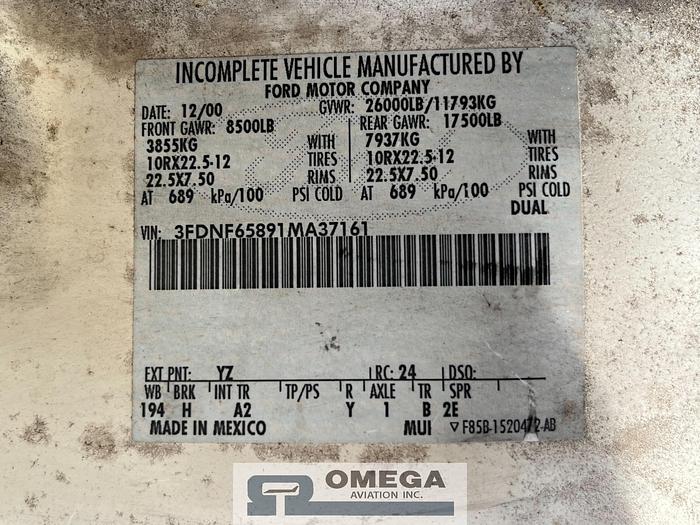 INCOMPLETE VEHICLE MANUFACTURED BY
FORD MOTOR COMPANY
DATE: 12/00 GVWR: 26000LB/11793KG
FRONT GAWR: 8500LB REAR GAWR: 17500LB
3855KG WITH 7937KG WITH
10RX22.5-12 TIRES 10RX22.5-12 TIRES
22.5X7.50 RIMS 22.5X7.50 RIMS
AT 689 kPa/100 PSI COLD AT 689 kPa/100 PSI COLD
DUAL
VIN: 3FDNF65891MA37161
EXT PNT: YZ RC: 24 DSO:
WB BRK INT TR TP/PS R AXLE TR SPR
194 H A2 Y 1 B 2E
MADE IN MEXICO MUI F85B-1520472-AB
OMEGA
AVIATION INC.